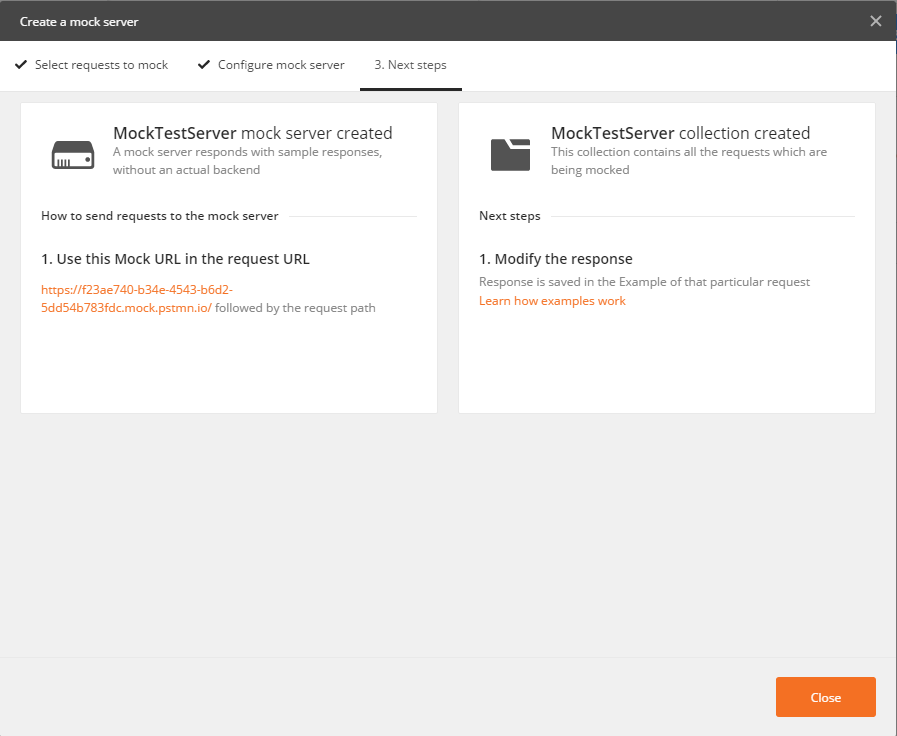 Create a mock server
Select requests to mock
Configure mock server
3. Next steps
MockTestServer mock server created
A mock server responds with sample responses,
without an actual backend
How to send requests to the mock server
1. Use this Mock URL in the request URL
https://f23ae740-b34e-4543-b6d2-
5dd54b783fdc.mock.pstmn.io/ followed by the request path
MockTestServer collection created
This collection contains all the requests which are
being mocked
Next steps
1. Modify the response
Response is saved in the Example of that particular request
Learn how examples work
Close